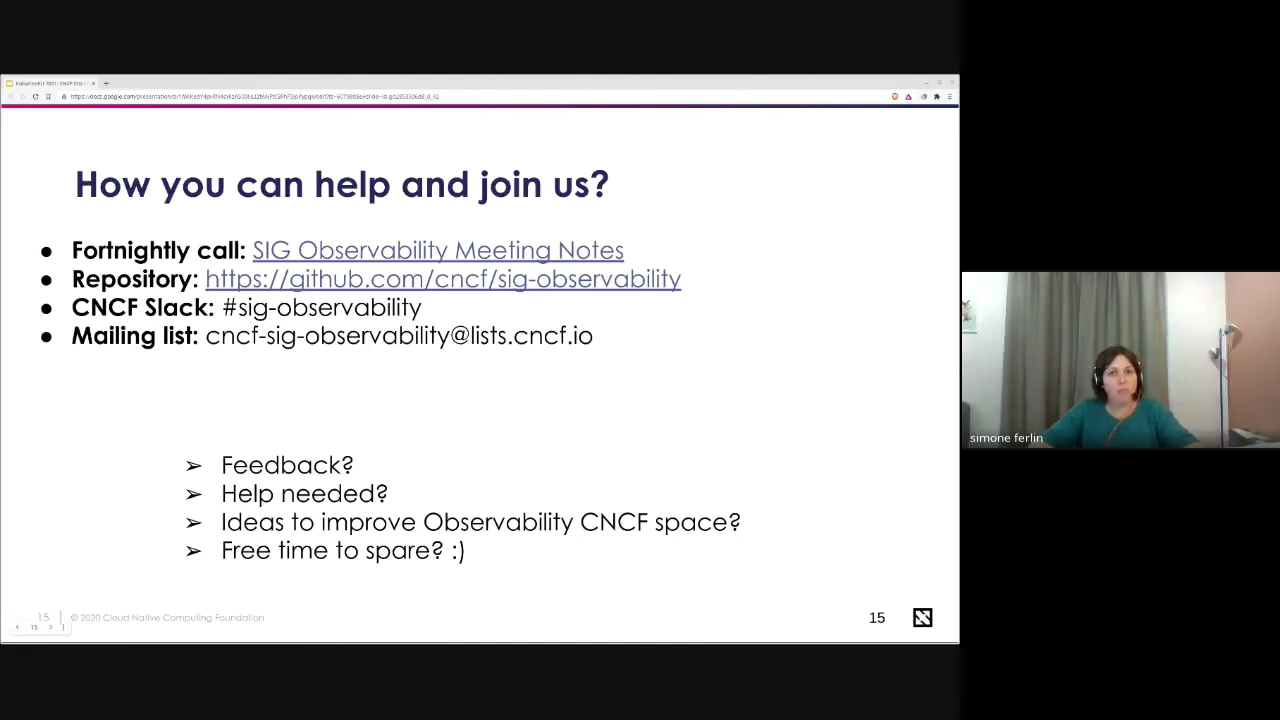 How you can help and join us?
● Fortnightly call: SIG Observability Meeting Notes
● Repository: https://github.com/cncf/sig-observability
● CNCF Slack: #sig-observability
● Mailing list: cncf-sig-observability@lists.cncf.io
simone ferlin
➢ Feedback?
➢ Help needed?
➢ Ideas to improve Observability CNCF space?
➢ Free time to spare? :)
15 | © 2020 Cloud Native Computing Foundation
15
15